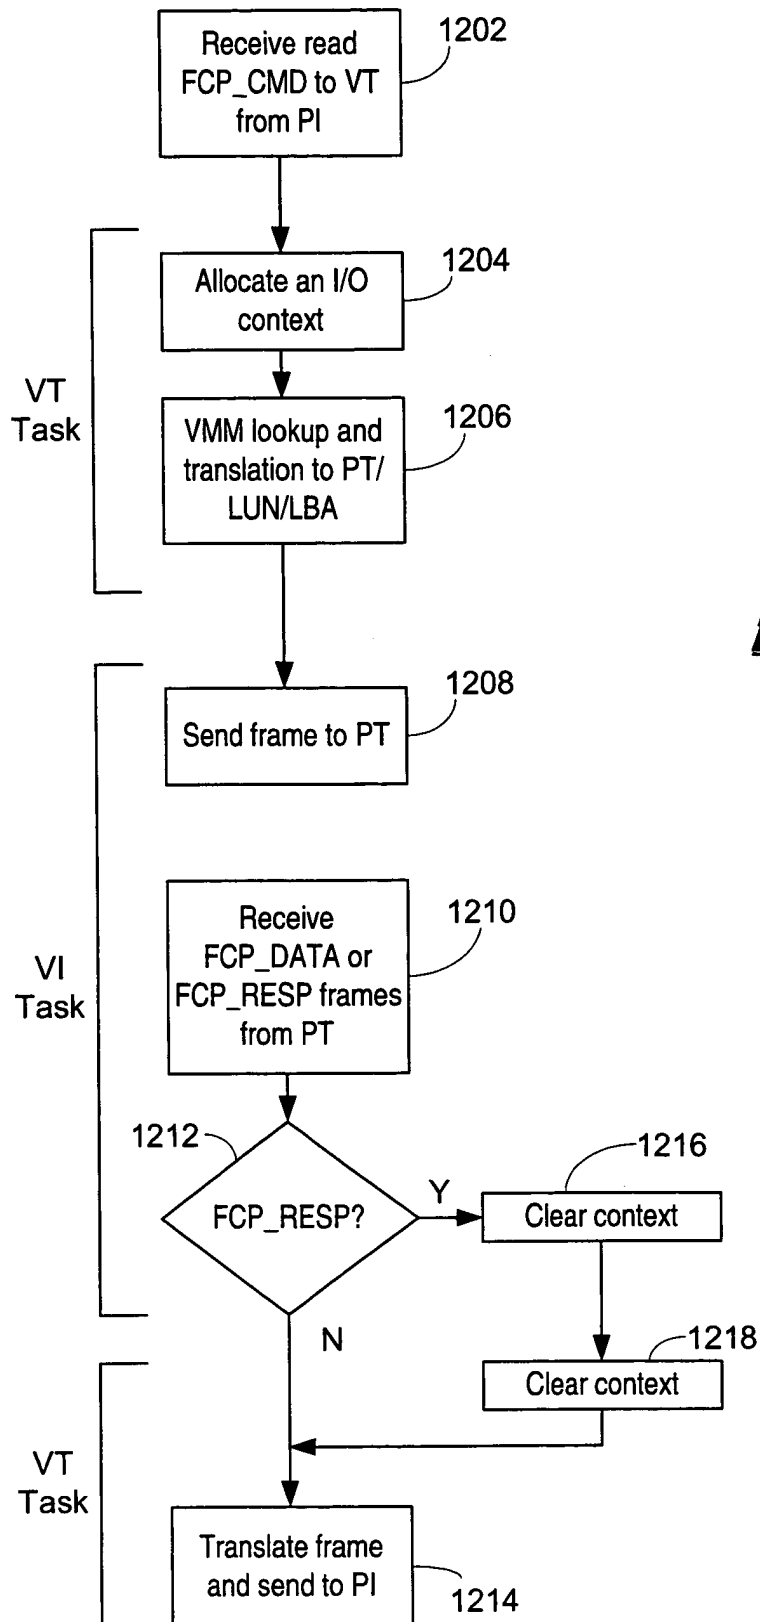 Receive read
FCP_CMD to VT
from PI
1202
Allocate an I/O
context
1204
VT
Task
VMM lookup and
translation to PT/
LUN/LBA
1206
Send frame to PT
1208
Receive
FCP_DATA or
FCP_RESP frames
from PT
1210
VI
Task
1212
FCP_RESP?
Y
Clear context
1216
N
Clear context
1218
VT
Task
Translate frame
and send to PI
1214